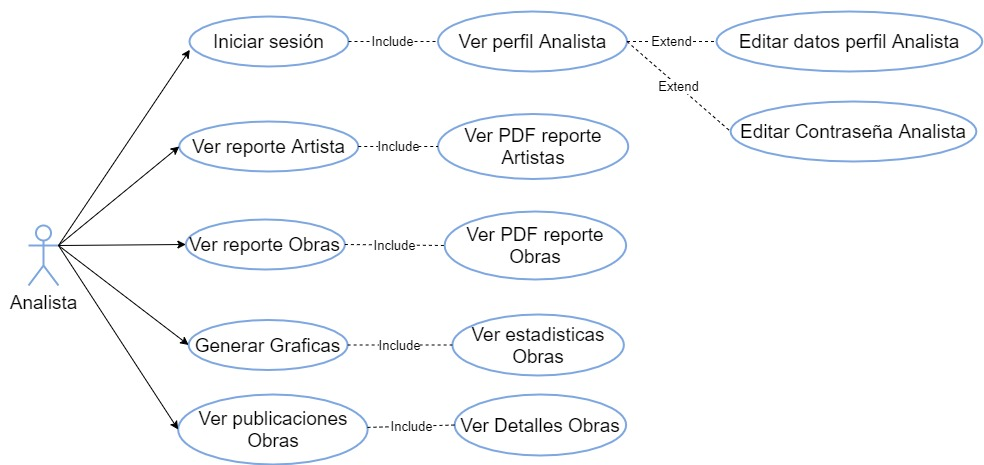 Iniciar sesión
Include
Ver perfil Analista
Extend
Editar datos perfil Analista
Extend
Editar Contraseña Analista
Ver reporte Artista
Include
Ver PDF reporte
Artistas
Ver reporte Obras
Include
Ver PDF reporte
Obras
Analista
Generar Graficas
Include
Ver estadisticas
Obras
Ver publicaciones
Obras
Include
Ver Detalles Obras